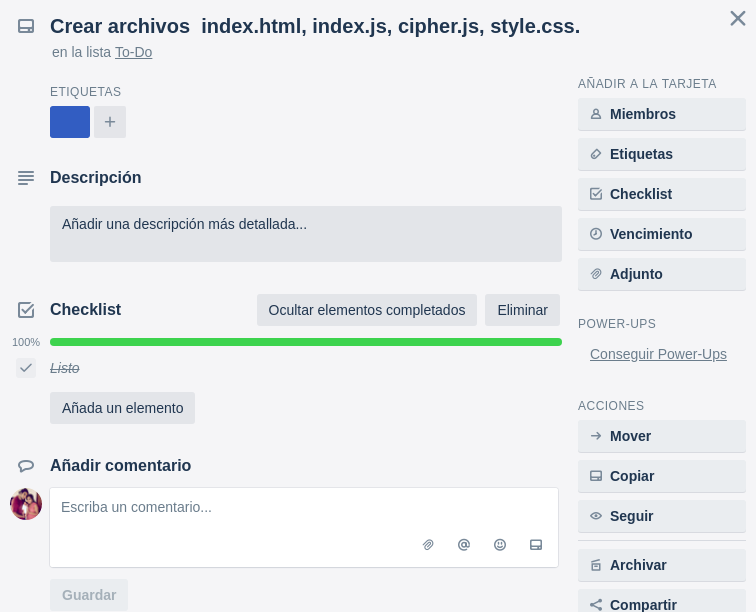 Crear archivos index.html, index.js, cipher.js, style.css.
en la lista To-Do
ETIQUETAS
+
Descripción
Añadir una descripción más detallada...
Checklist
Ocultar elementos completados
Eliminar
100%
Listo
Añada un elemento
Añadir comentario
Escriba un comentario...
Guardar
AÑADIR A LA TARJETA
Miembros
Etiquetas
Checklist
Vencimiento
Adjunto
POWER-UPS
Conseguir Power-Ups
ACCIONES
Mover
Copiar
Seguir
Archivar
Compartir